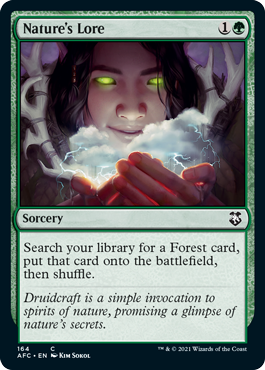 Nature's Lore 1
Sorcery
Search your library for a Forest card,
put that card onto the battlefield,
then shuffle.
Druidcraft is a simple invocation to
spirits of nature, promising a glimpse of
nature's secrets.
164 C
AFC • EN Kim Sokol ™ & © 2021 Wizards of the Coast